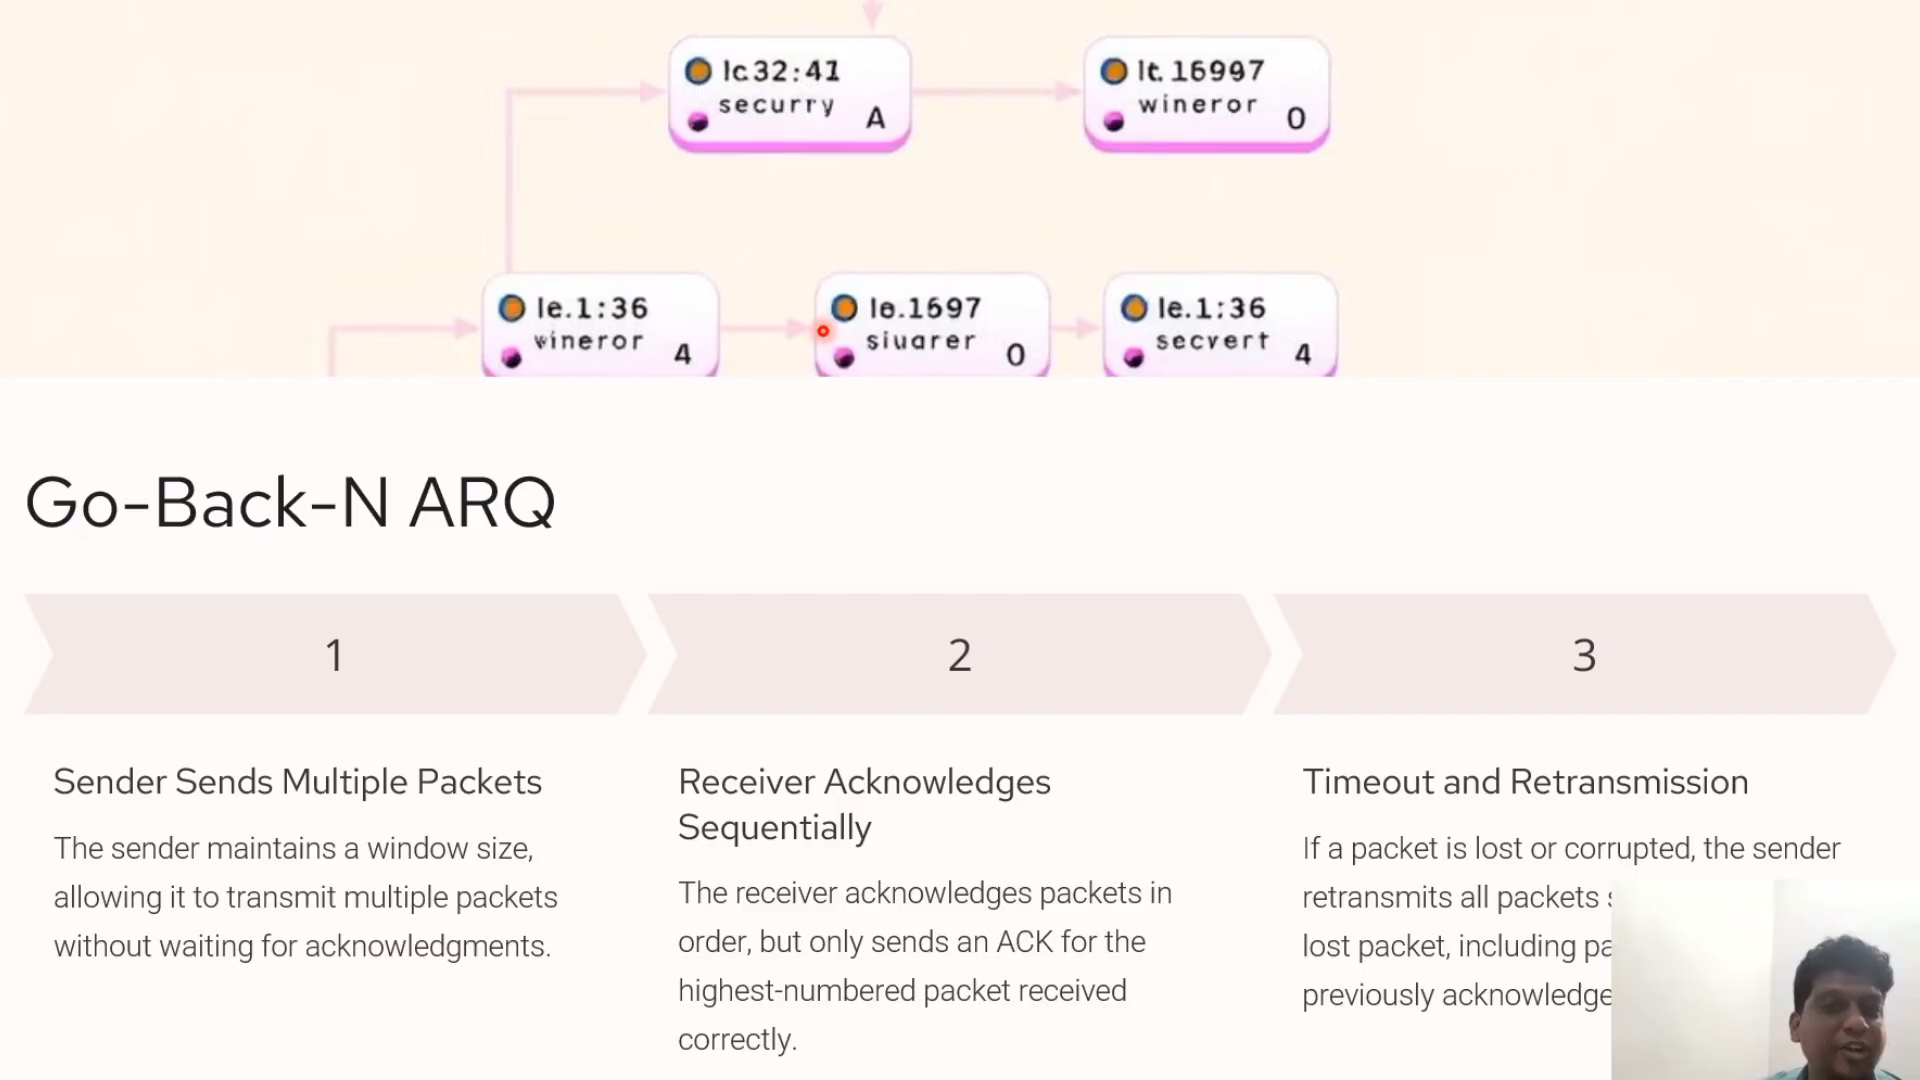 lc32:41
securry
A
lt. 16997
wineror
0
le.1:36
wineror
4
le.1697
siuarer
0
le.1:36
secvert
4
Go-Back-N ARQ
1
2
3
Sender Sends Multiple Packets
The sender maintains a window size,
allowing it to transmit multiple packets
without waiting for acknowledgments.
Receiver Acknowledges
Sequentially
The receiver acknowledges packets in
order, but only sends an ACK for the
highest-numbered packet received
correctly.
Timeout and Retransmission
If a packet is lost or corrupted, the sender
retransmits all packets
lost packet, including
previously